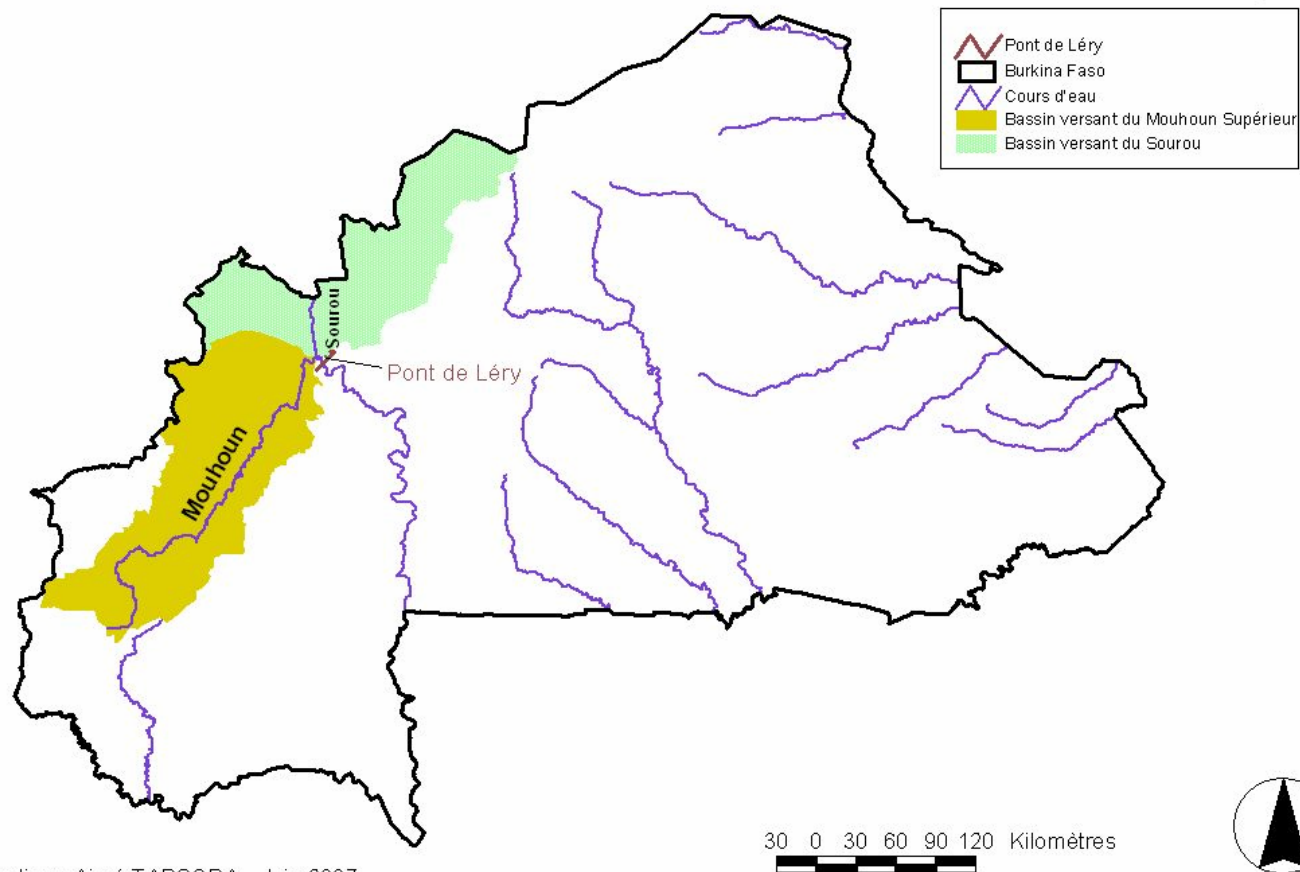 Pont de Léry
Burkina Faso
Cours d'eau
Bassin versant du Mouhoun Supérieur
Bassin versant du Sourou
Sourou
Pont de Léry
Mouhoun
30 0 30 60 90 120 Kilomètres